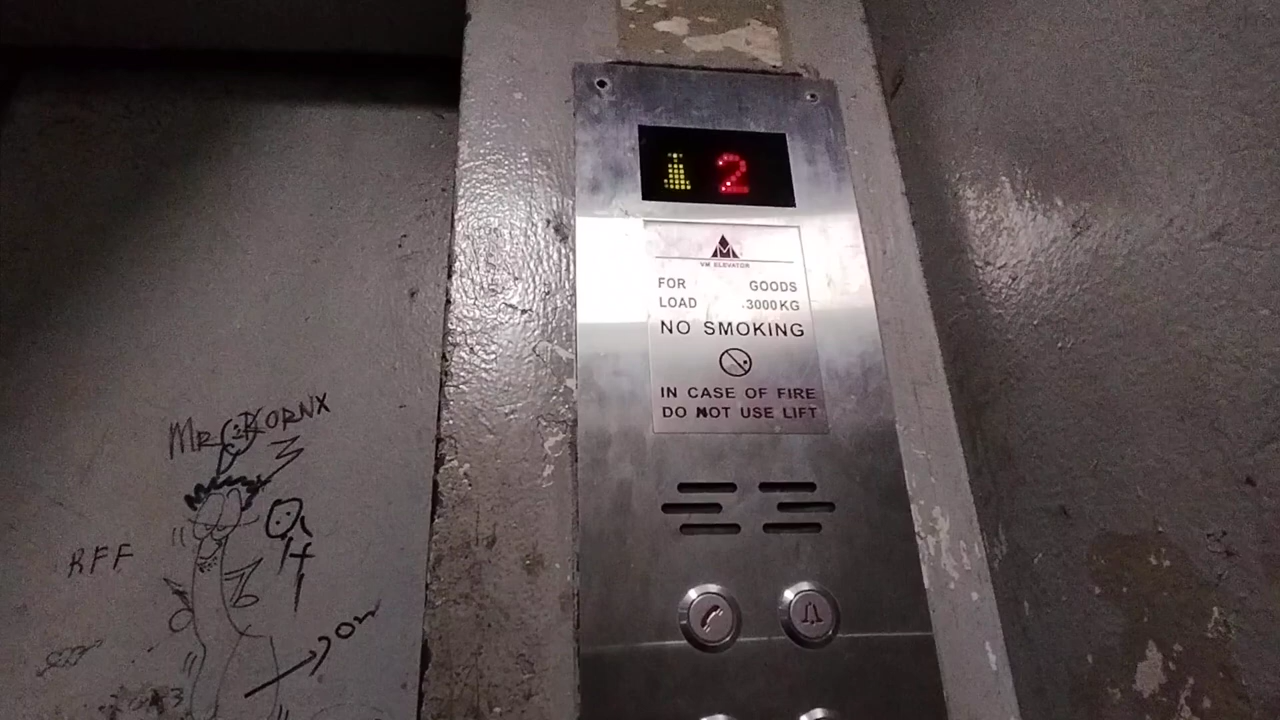 2
VM ELEVATOR
FOR GOODS
LOAD .3000KG
NO SMOKING
IN CASE OF FIRE
DO NOT USE LIFT
RFF